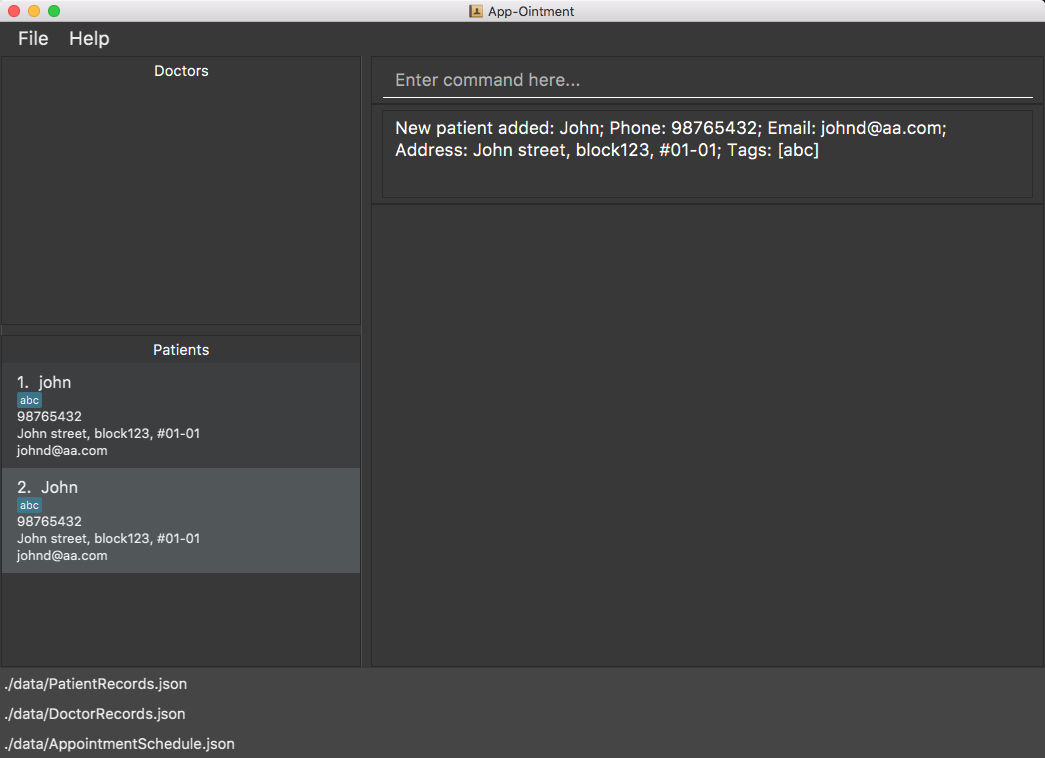 App-Ointment
File Help
Doctors
Enter command here...
New patient added: John; Phone: 98765432; Email: johnd@aa.com;
Address: John street, block123, #01-01; Tags: [abc]
Patients
1. john
abc
98765432
John street, block123, #01-01
johnd@aa.com
2. John
abc
98765432
John street, block123, #01-01
johnd@aa.com
./data/PatientRecords.json
./data/DoctorRecords.json
./data/AppointmentSchedule.json